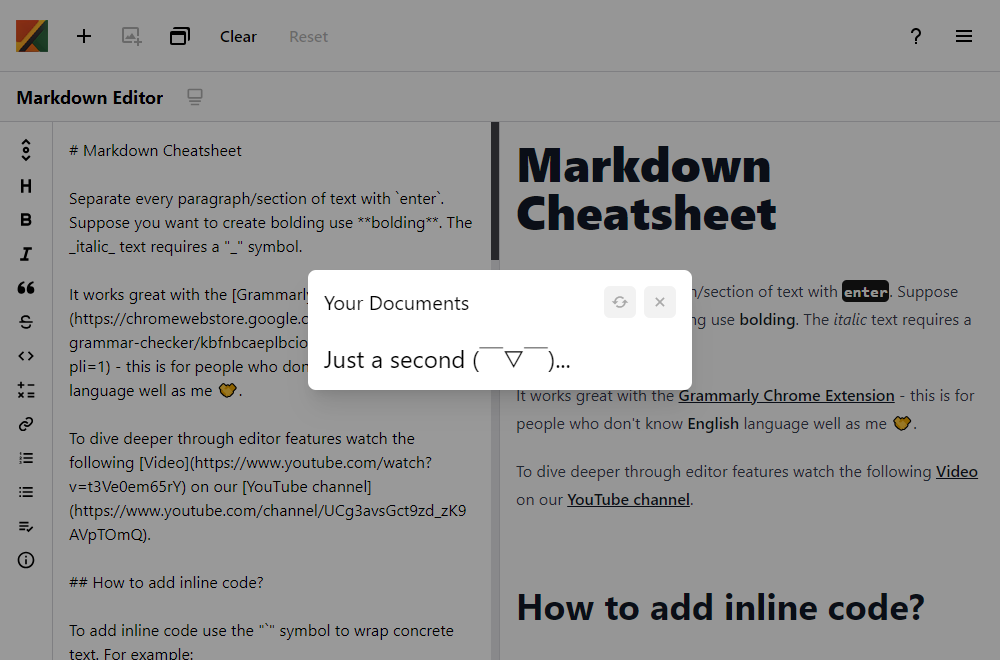 Clear Reset
?
Markdown Editor
# Markdown Cheatsheet
Separate every paragraph/section of text with `enter`.
Suppose you want to create bolding use **bolding**. The
_italic_ text requires a "_" symbol.
It works great with the [Grammarly
(https://chromewebstore.google.c
grammar-checker/kbfnbcaeplbcio
pli=1) - this is for people who don
language well as me 💛.
To dive deeper through editor features watch the
following [Video](https://www.youtube.com/watch?
v=t3Ve0em65rY) on our [YouTube channel]
(https://www.youtube.com/channel/UCg3avsGct9zd_zK9
AVpTOmQ).
## How to add inline code?
To add inline code use the "`" symbol to wrap concrete
text. For example:
H
B
I
S
Your Documents
Just a second (￣▽￣)...
Markdown
Cheatsheet
/section of text with enter. Suppose
ng use bolding. The italic text requires a
It works great with the Grammarly Chrome Extension - this is for
people who don't know English language well as me 💛.
To dive deeper through editor features watch the following Video
on our YouTube channel.
How to add inline code?